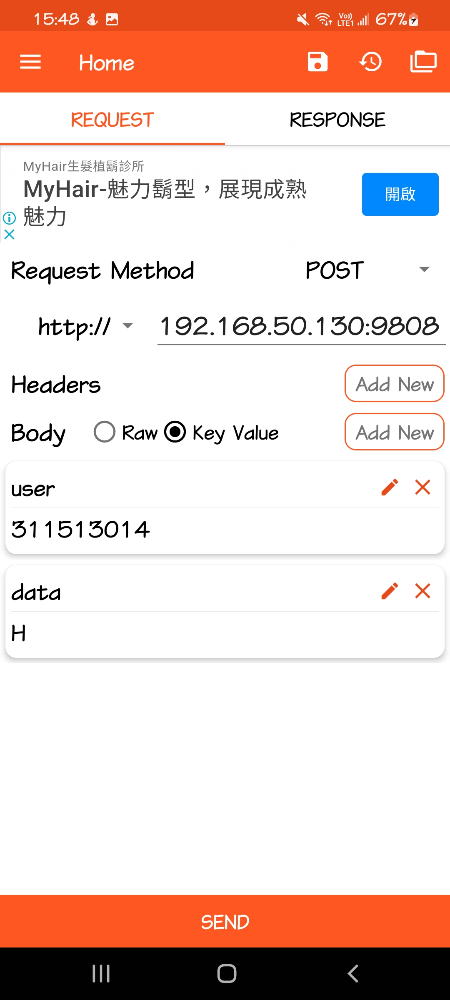 15:48
Vo)) LTE1 67%
Home
REQUEST RESPONSE
MyHair生髮植鬍診所
MyHair-魅力鬍型，展現成熟
魅力
開啟
Request Method POST
http:// 192.168.50.130:9808
Headers Add New
Body Raw Key Value Add New
user
311513014
data
H
SEND